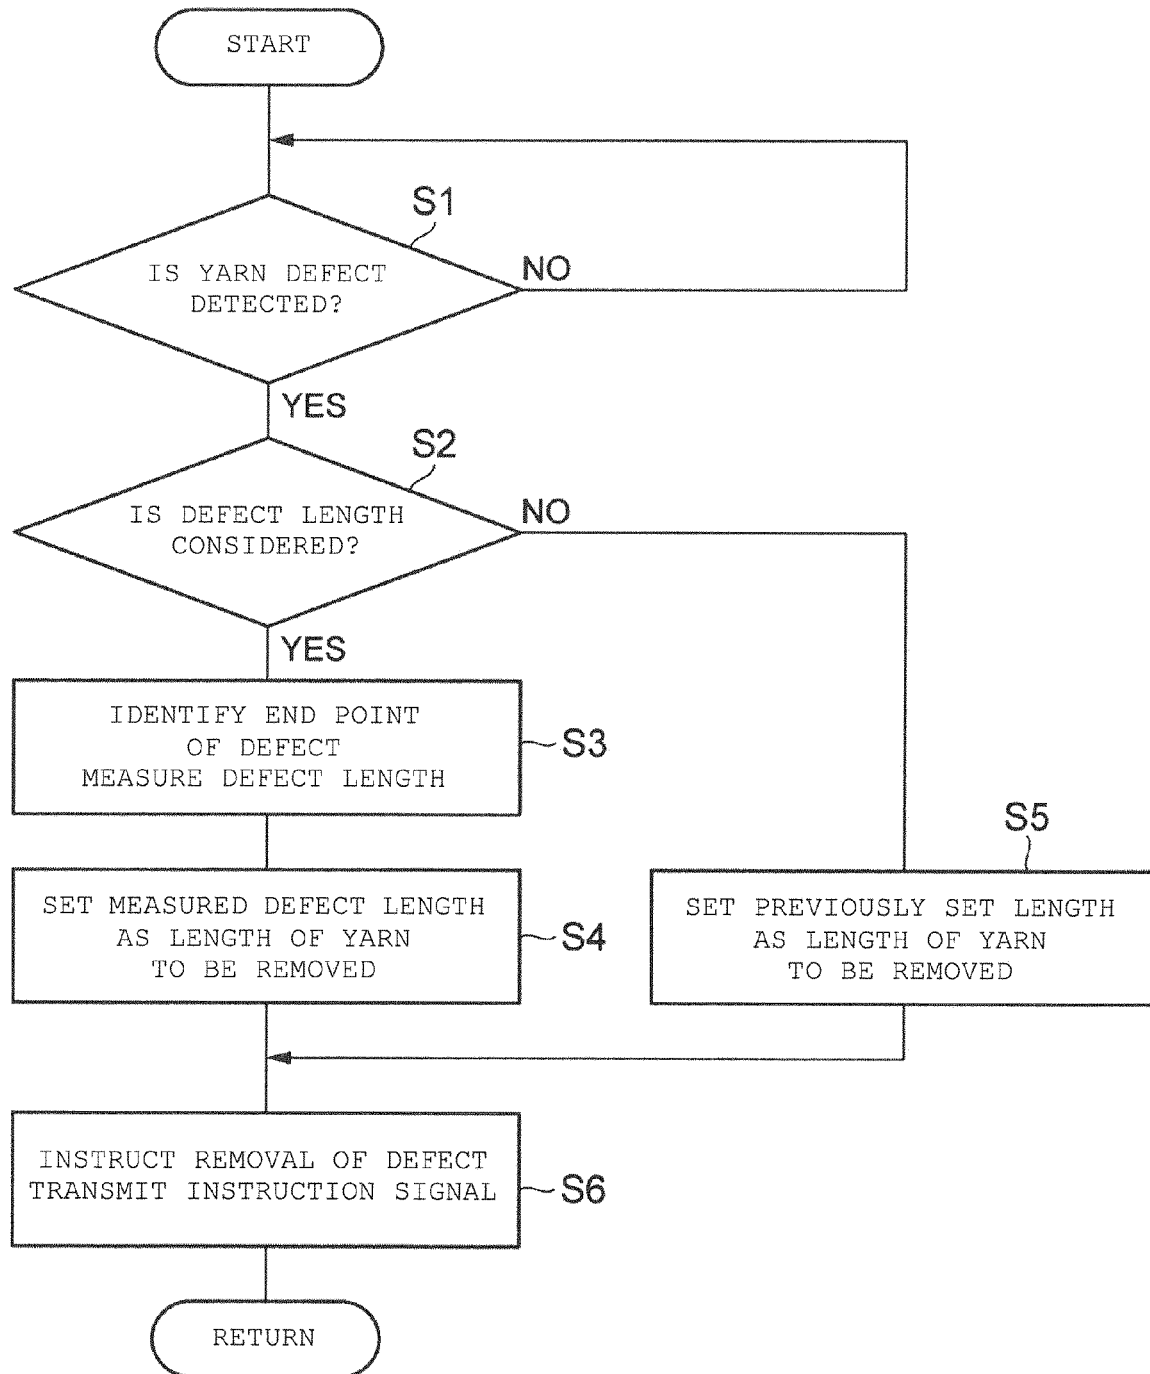 START
S1
IS YARN DEFECT
DETECTED?
NO
YES
S2
IS DEFECT LENGTH
CONSIDERED?
NO
YES
IDENTIFY END POINT
OF DEFECT
MEASURE DEFECT LENGTH
S3
S5
SET MEASURED DEFECT LENGTH
AS LENGTH OF YARN
TO BE REMOVED
S4
SET PREVIOUSLY SET LENGTH
AS LENGTH OF YARN
TO BE REMOVED
INSTRUCT REMOVAL OF DEFECT
TRANSMIT INSTRUCTION SIGNAL
S6
RETURN